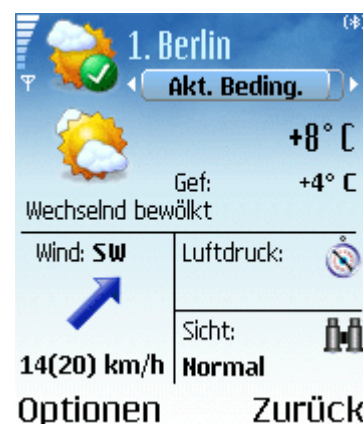 1. Berlin
Akt. Beding.
+8° C
Gef: +4° C
Wechselnd bewölkt
Wind: SW
14(20) km/h
Luftdruck:
Sicht:
Normal
Optionen Zurück